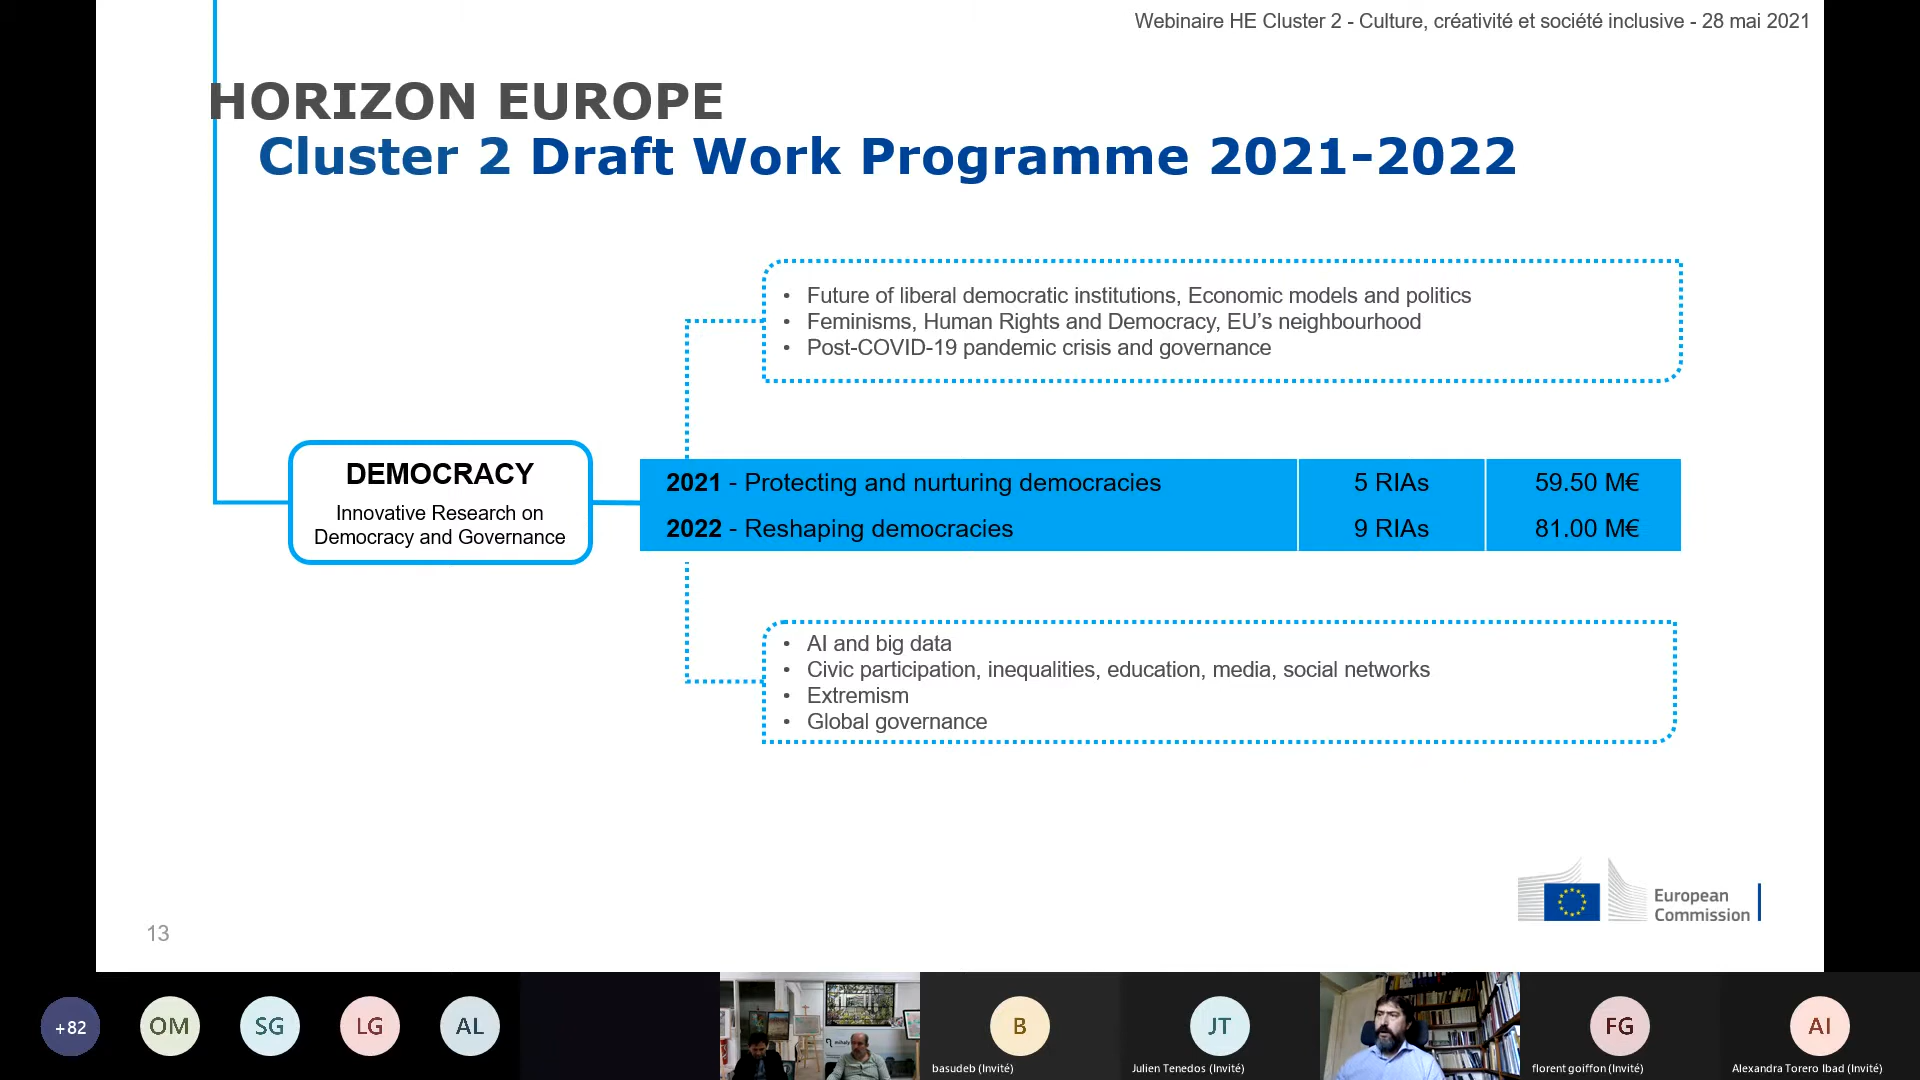 Webinaire HE Cluster 2 - Culture, créativité et société inclusive - 28 mai 2021
HORIZON EUROPE
Cluster 2 Draft Work Programme 2021-2022
• Future of liberal democratic institutions, Economic models and politics
• Feminisms, Human Rights and Democracy, EU’s neighbourhood
• Post-COVID-19 pandemic crisis and governance
DEMOCRACY
Innovative Research on
Democracy and Governance
2021 - Protecting and nurturing democracies 5 RIAs 59.50 M€
2022 - Reshaping democracies 9 RIAs 81.00 M€
• AI and big data
• Civic participation, inequalities, education, media, social networks
• Extremism
• Global governance
European
Commission
13
+82 OM SG LG AL B JT FG AI
basudeb (Invité) Julien Tenedos (Invité) florent goiffon (Invité) Alexandra Torero Ibad (Invité)